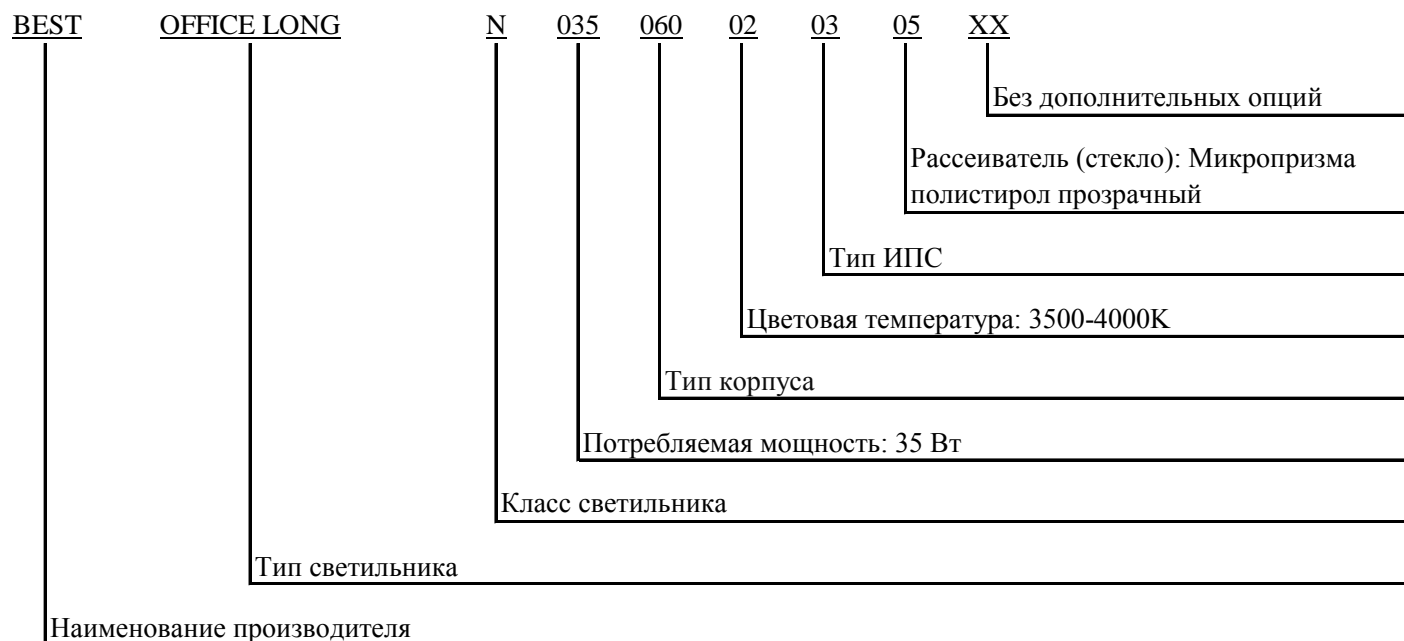 BEST OFFICE LONG N 035 060 02 03 05 XX
Без дополнительных опций
Рассеиватель (стекло): Микропризма
полистирол прозрачный
Тип ИПС
Цветовая температура: 3500-4000K
Тип корпуса
Потребляемая мощность: 35 Вт
Класс светильника
Тип светильника
Наименование производителя